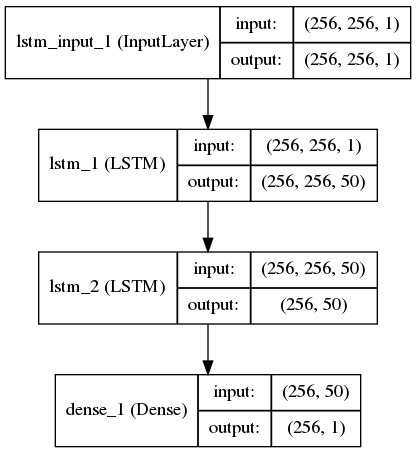 lstm_input_1 (InputLayer)
input:
(256, 256, 1)
output:
(256, 256, 1)
lstm_1 (LSTM)
input:
(256, 256, 1)
output:
(256, 256, 50)
lstm_2 (LSTM)
input:
(256, 256, 50)
output:
(256, 50)
dense_1 (Dense)
input:
(256, 50)
output:
(256, 1)